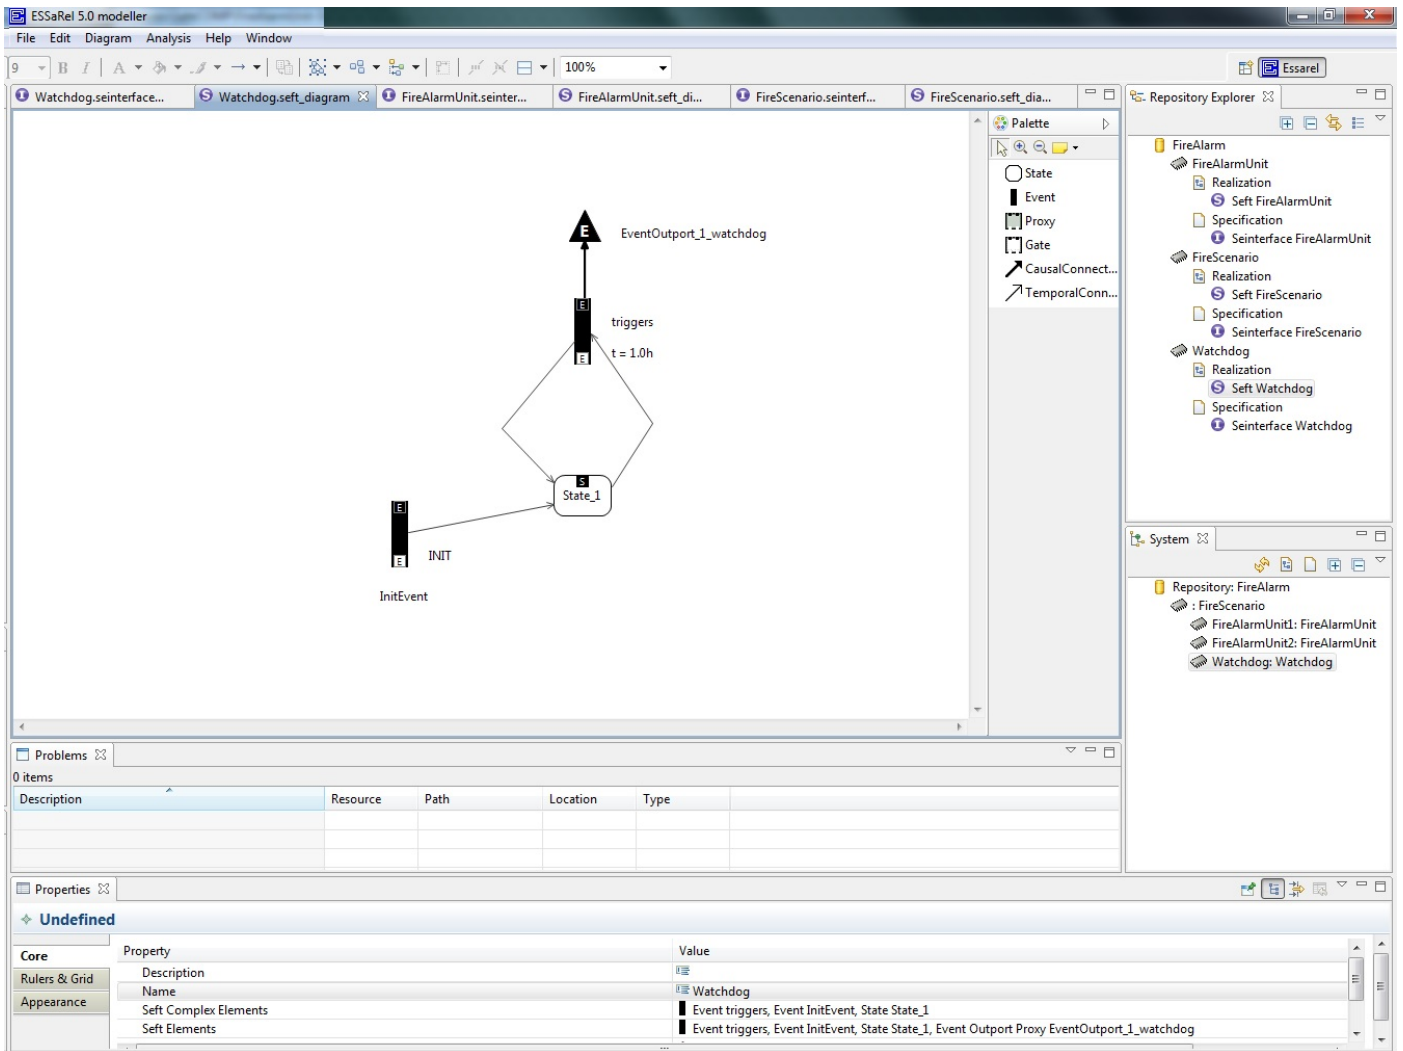 ESSaRel 5.0 modeller
File Edit Diagram Analysis Help Window
9 B I A 100% Essarel
Watchdog.seinterface... Watchdog.seft_diagram FireAlarmUnit.seinter... FireAlarmUnit.seft_di... FireScenario.seinterf... FireScenario.seft_dia...
Palette
State
Event
Proxy
Gate
CausalConnect...
TemporalConn...
E
EventOutport_1_watchdog
E
triggers
t = 1.0h
E
S
State_1
E
INIT
E
InitEvent
Repository Explorer
FireAlarm
FireAlarmUnit
Realization
Seft FireAlarmUnit
Specification
Seinterface FireAlarmUnit
FireScenario
Realization
Seft FireScenario
Specification
Seinterface FireScenario
Watchdog
Realization
Seft Watchdog
Specification
Seinterface Watchdog
System
Repository: FireAlarm
: FireScenario
FireAlarmUnit1: FireAlarmUnit
FireAlarmUnit2: FireAlarmUnit
Watchdog: Watchdog
Problems
0 items
Description Resource Path Location Type
Properties
Undefined
Core
Rulers & Grid
Appearance
Property Value
Description
Name Watchdog
Seft Complex Elements Event triggers, Event InitEvent, State State_1
Seft Elements Event triggers, Event InitEvent, State State_1, Event Outport Proxy EventOutport_1_watchdog